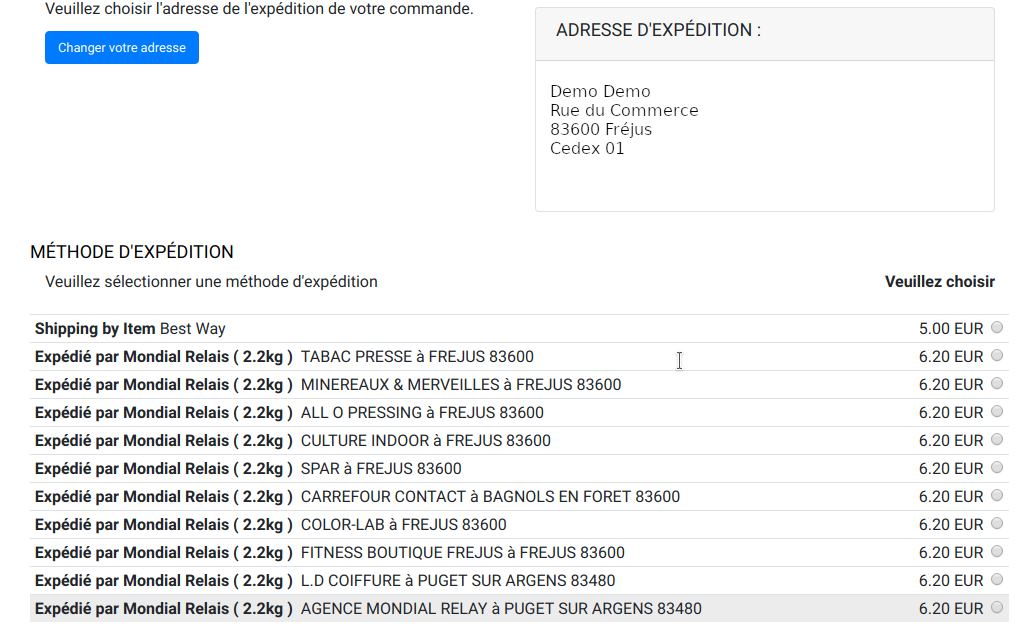 Veuillez choisir l'adresse de l'expédition de votre commande.
Changer votre adresse
ADRESSE D'EXPÉDITION :
Demo Demo
Rue du Commerce
83600 Fréjus
Cedex 01
MÉTHODE D'EXPÉDITION
Veuillez sélectionner une méthode d'expédition Veuillez choisir
Shipping by Item Best Way 5.00 EUR
Expédié par Mondial Relais ( 2.2kg ) TABAC PRESSE à FREJUS 83600 6.20 EUR
Expédié par Mondial Relais ( 2.2kg ) MINEREAUX & MERVEILLES à FREJUS 83600 6.20 EUR
Expédié par Mondial Relais ( 2.2kg ) ALL O PRESSING à FREJUS 83600 6.20 EUR
Expédié par Mondial Relais ( 2.2kg ) CULTURE INDOOR à FREJUS 83600 6.20 EUR
Expédié par Mondial Relais ( 2.2kg ) SPAR à FREJUS 83600 6.20 EUR
Expédié par Mondial Relais ( 2.2kg ) CARREFOUR CONTACT à BAGNOLS EN FORET 83600 6.20 EUR
Expédié par Mondial Relais ( 2.2kg ) COLOR-LAB à FREJUS 83600 6.20 EUR
Expédié par Mondial Relais ( 2.2kg ) FITNESS BOUTIQUE FREJUS à FREJUS 83600 6.20 EUR
Expédié par Mondial Relais ( 2.2kg ) L.D COIFFURE à PUGET SUR ARGENS 83480 6.20 EUR
Expédié par Mondial Relais ( 2.2kg ) AGENCE MONDIAL RELAY à PUGET SUR ARGENS 83480 6.20 EUR